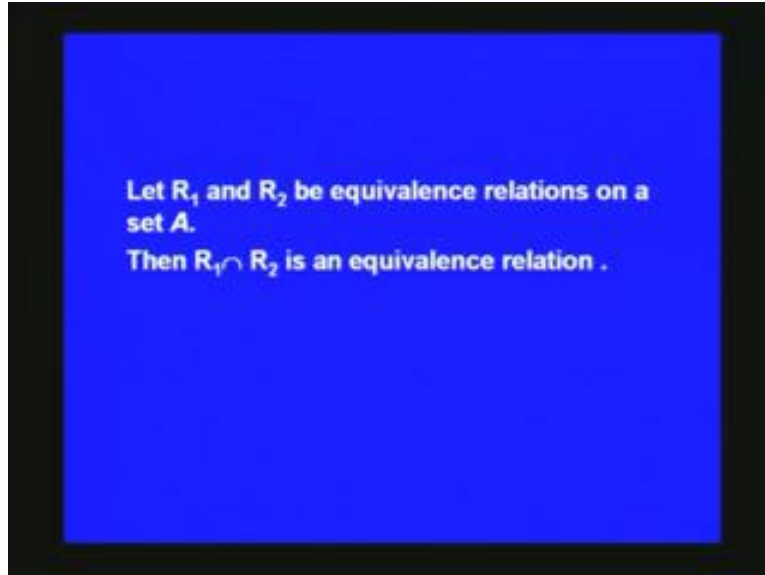 Let R₁ and R₂ be equivalence relations on a
set A.
Then R₁∩ R₂ is an equivalence relation .